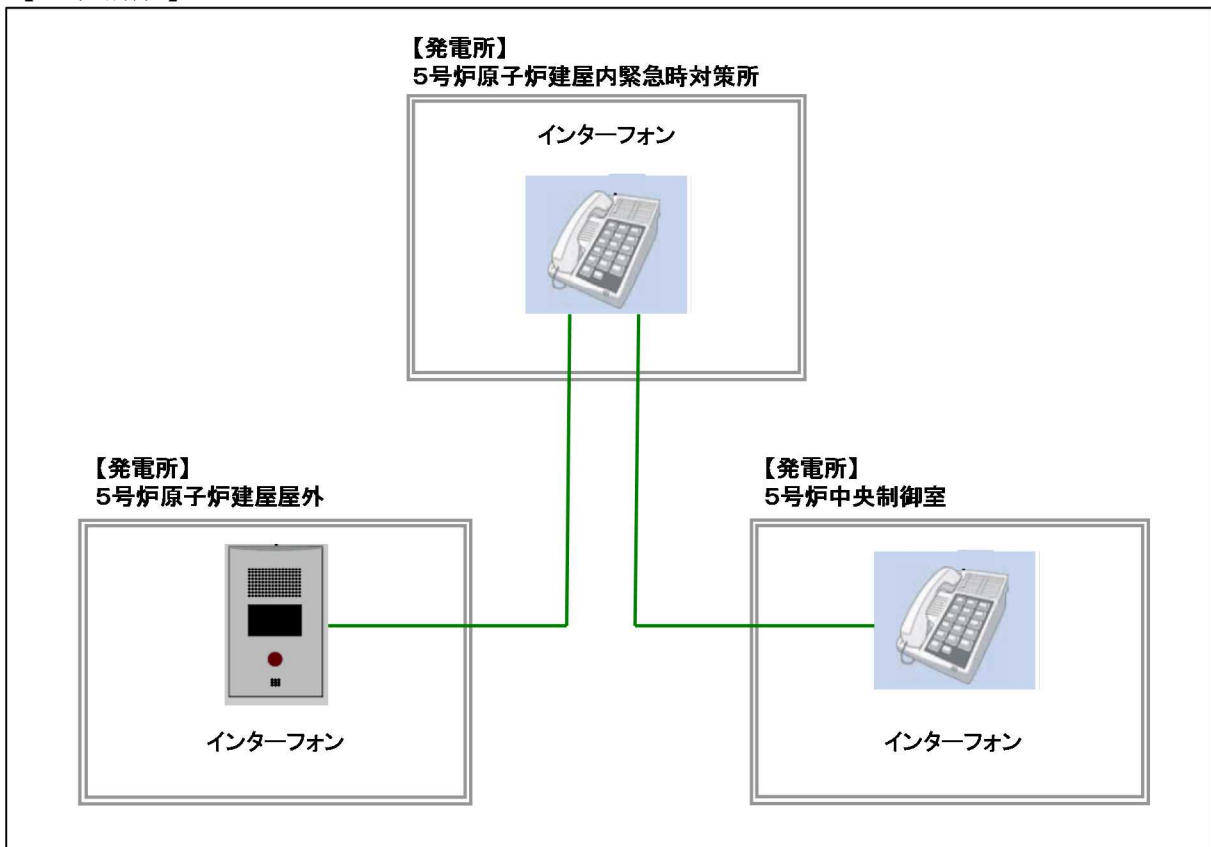 【発電所】
5号炉原子炉建屋内緊急時対策所
インターフォン
【発電所】
5号炉原子炉建屋屋外
インターフォン
【発電所】
5号炉中央制御室
インターフォン